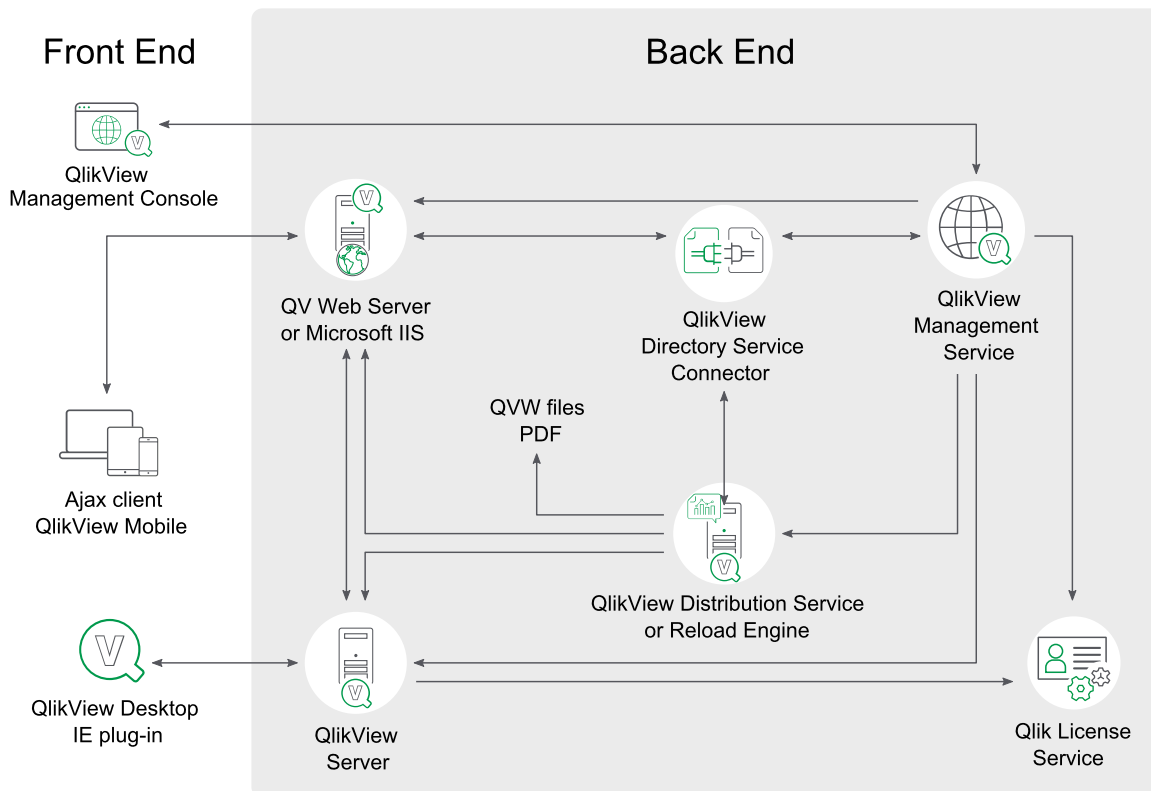 Front End
Back End
QlikView
Management Console
QV Web Server
or Microsoft IIS
QlikView
Directory Service
Connector
QlikView
Management
Service
QVW files
PDF
Ajax client
QlikView Mobile
QlikView Distribution Service
or Reload Engine
QlikView Desktop
IE plug-in
QlikView
Server
Qlik License
Service